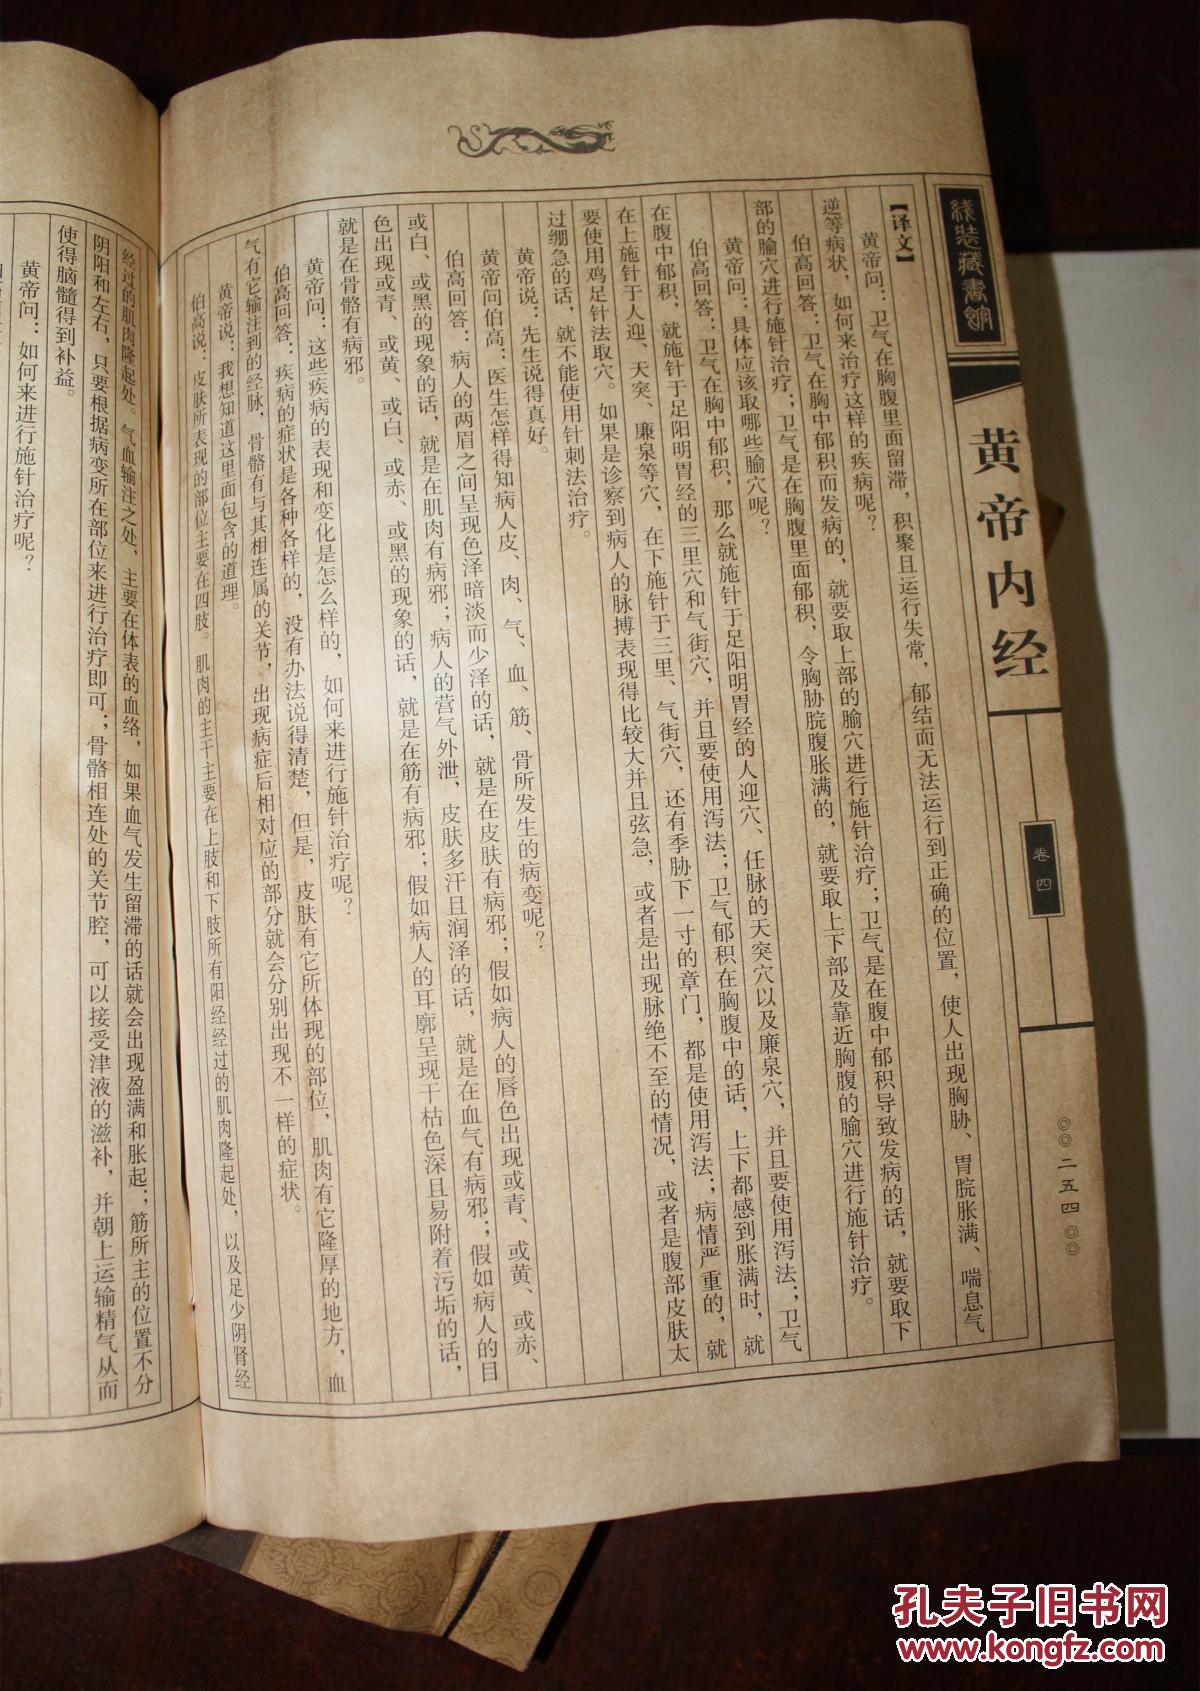 线装藏书馆
黄帝内经
卷四
◎◎二五四◎◎
【译文】
黄帝问：卫气在胸腹里面留滞，积聚且运行失常，郁结而无法运行到正确的位置，使人出现胸胁、胃脘胀满、喘息气
逆等病状，如何来治疗这样的疾病呢？
伯高回答：卫气在胸中郁积而发病的，就要取上部的腧穴进行施针治疗；卫气是在腹中郁积导致发病的话，就要取下
部的腧穴进行施针治疗；卫气是在胸腹里面郁积，令胸胁脘腹胀满的，就要取上下部及靠近胸腹的腧穴进行施针治疗。
黄帝问：具体应该取哪些腧穴呢？
伯高回答：卫气在胸中郁积，那么就施针于足阳明胃经的人迎穴、任脉的天突穴以及廉泉穴，并且要使用泻法；卫气
在腹中郁积，就施针于足阳明胃经的三里穴和气街穴，并且要使用泻法；卫气郁积在胸腹中的话，上下都感到胀满时，就
在上施针于人迎、天突、廉泉等穴，在下施针于三里、气街穴，还有季胁下一寸的章门，都是使用泻法；病情严重的，就
要使用鸡足针法取穴。如果是诊察到病人的脉搏表现得比较大并且弦急，或者是出现脉绝不至的情况，或者是腹部皮肤太
过绷急的话，就不能使用针刺法治疗。
黄帝说：先生说得真好。
黄帝问伯高：医生怎样得知病人皮、肉、气、血、筋、骨所发生的病变呢？
伯高回答：病人的两眉之间呈现色泽暗淡而少泽的话，就是在皮肤有病邪；假如病人的唇色出现或青、或黄、或赤、
或白、或黑的现象的话，就是在肌肉有病邪；病人的营气外泄，皮肤多汗且润泽的话，就是在血气有病邪；假如病人的目
色出现或青、或黄、或白、或赤、或黑的现象的话，就是在筋有病邪；假如病人的耳廓呈现干枯色深且易附着污垢的话，
就是在骨骼有病邪。
黄帝问：这些疾病的表现和变化是怎么样的，如何来进行施针治疗呢？
伯高回答：疾病的症状是各种各样的，没有办法说得清楚，但是，皮肤有它所体现的部位，肌肉有它隆厚的地方，血
气有它输注到的经脉，骨骼有与其相连属的关节，出现病症后相对应的部分就会分别出现不一样的症状。
黄帝说：我想知道这里面包含的道理。
伯高说：皮肤所表现的部位主要在四肢。肌肉的主干主要在上肢和下肢所有阳经经过的肌肉隆起处，以及足少阴肾经
经过的肌肉隆起处。气血输注之处，主要在体表的血络，如果血气发生留滞的话就会出现盈满和胀起；筋所主的位置不分
阴阳和左右，只要根据病变所在部位来进行治疗即可；骨骼相连处的关节腔，可以接受津液的滋补，并朝上运输精气从而
使得脑髓得到补益。
黄帝问：如何来进行施针治疗呢？
孔夫子旧书网
www.kongfz.com